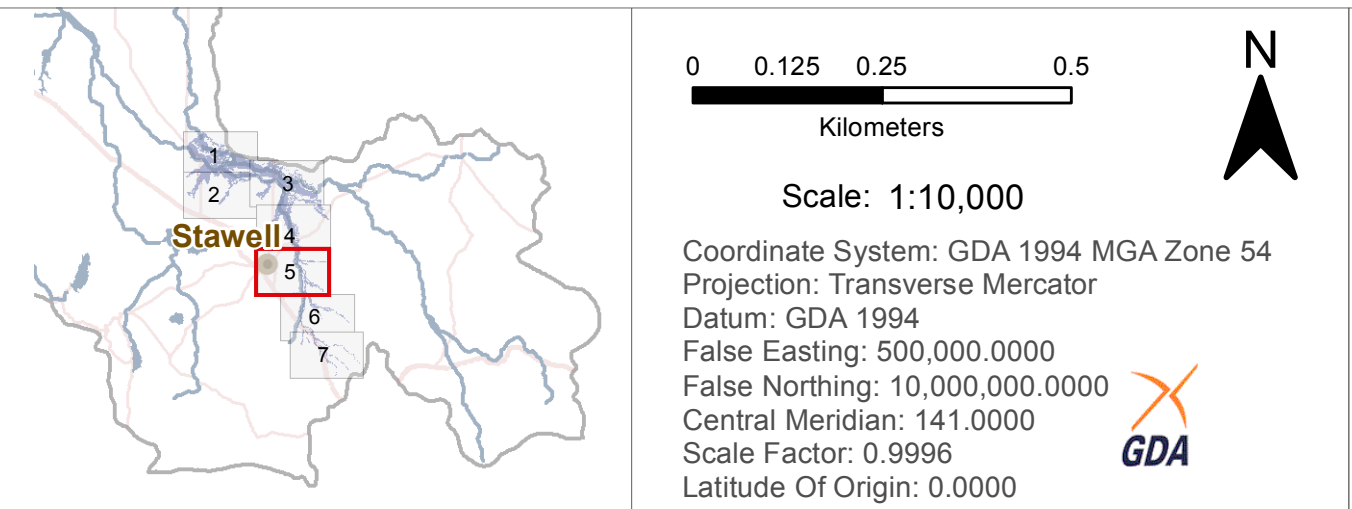 1
2
3
Stawell
4
5
6
7
0 0.125 0.25 0.5
Kilometers
N
Scale: 1:10,000
Coordinate System: GDA 1994 MGA Zone 54
Projection: Transverse Mercator
Datum: GDA 1994
False Easting: 500,000.0000
False Northing: 10,000,000.0000
Central Meridian: 141.0000
Scale Factor: 0.9996
Latitude Of Origin: 0.0000
GDA